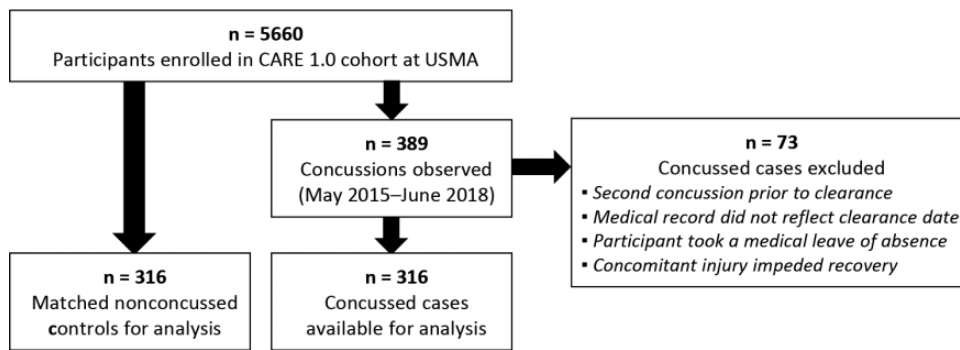 n = 5660
Participants enrolled in CARE 1.0 cohort at USMA
n = 389
Concussions observed
(May 2015–June 2018)
n = 73
Concussed cases excluded
▪ Second concussion prior to clearance
▪ Medical record did not reflect clearance date
▪ Participant took a medical leave of absence
▪ Concomitant injury impeded recovery
n = 316
Matched nonconcussed
controls for analysis
n = 316
Concussed cases
available for analysis